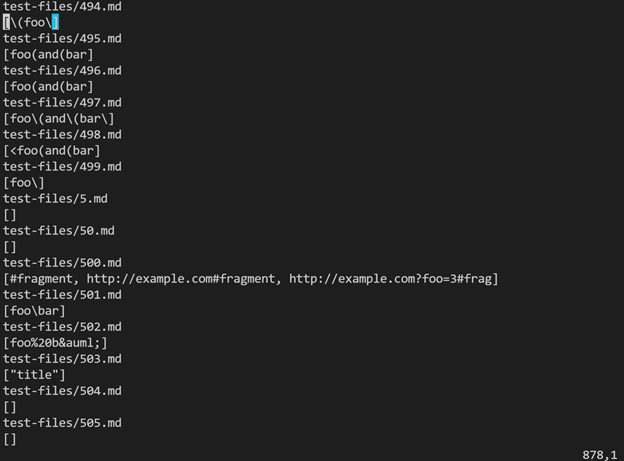 test-files/494.md
[\(foo\]
test-files/495.md
[foo(and(bar]
test-files/496.md
[foo(and(bar]
test-files/497.md
[foo\(and\(bar\]
test-files/498.md
[<foo(and(bar]
test-files/499.md
[foo\]
test-files/5.md
[]
test-files/50.md
[]
test-files/500.md
[#fragment, http://example.com#fragment, http://example.com?foo=3#frag]
test-files/501.md
[foo\bar]
test-files/502.md
[foo%20b&auml;]
test-files/503.md
["title"]
test-files/504.md
[]
test-files/505.md
[]
878,1